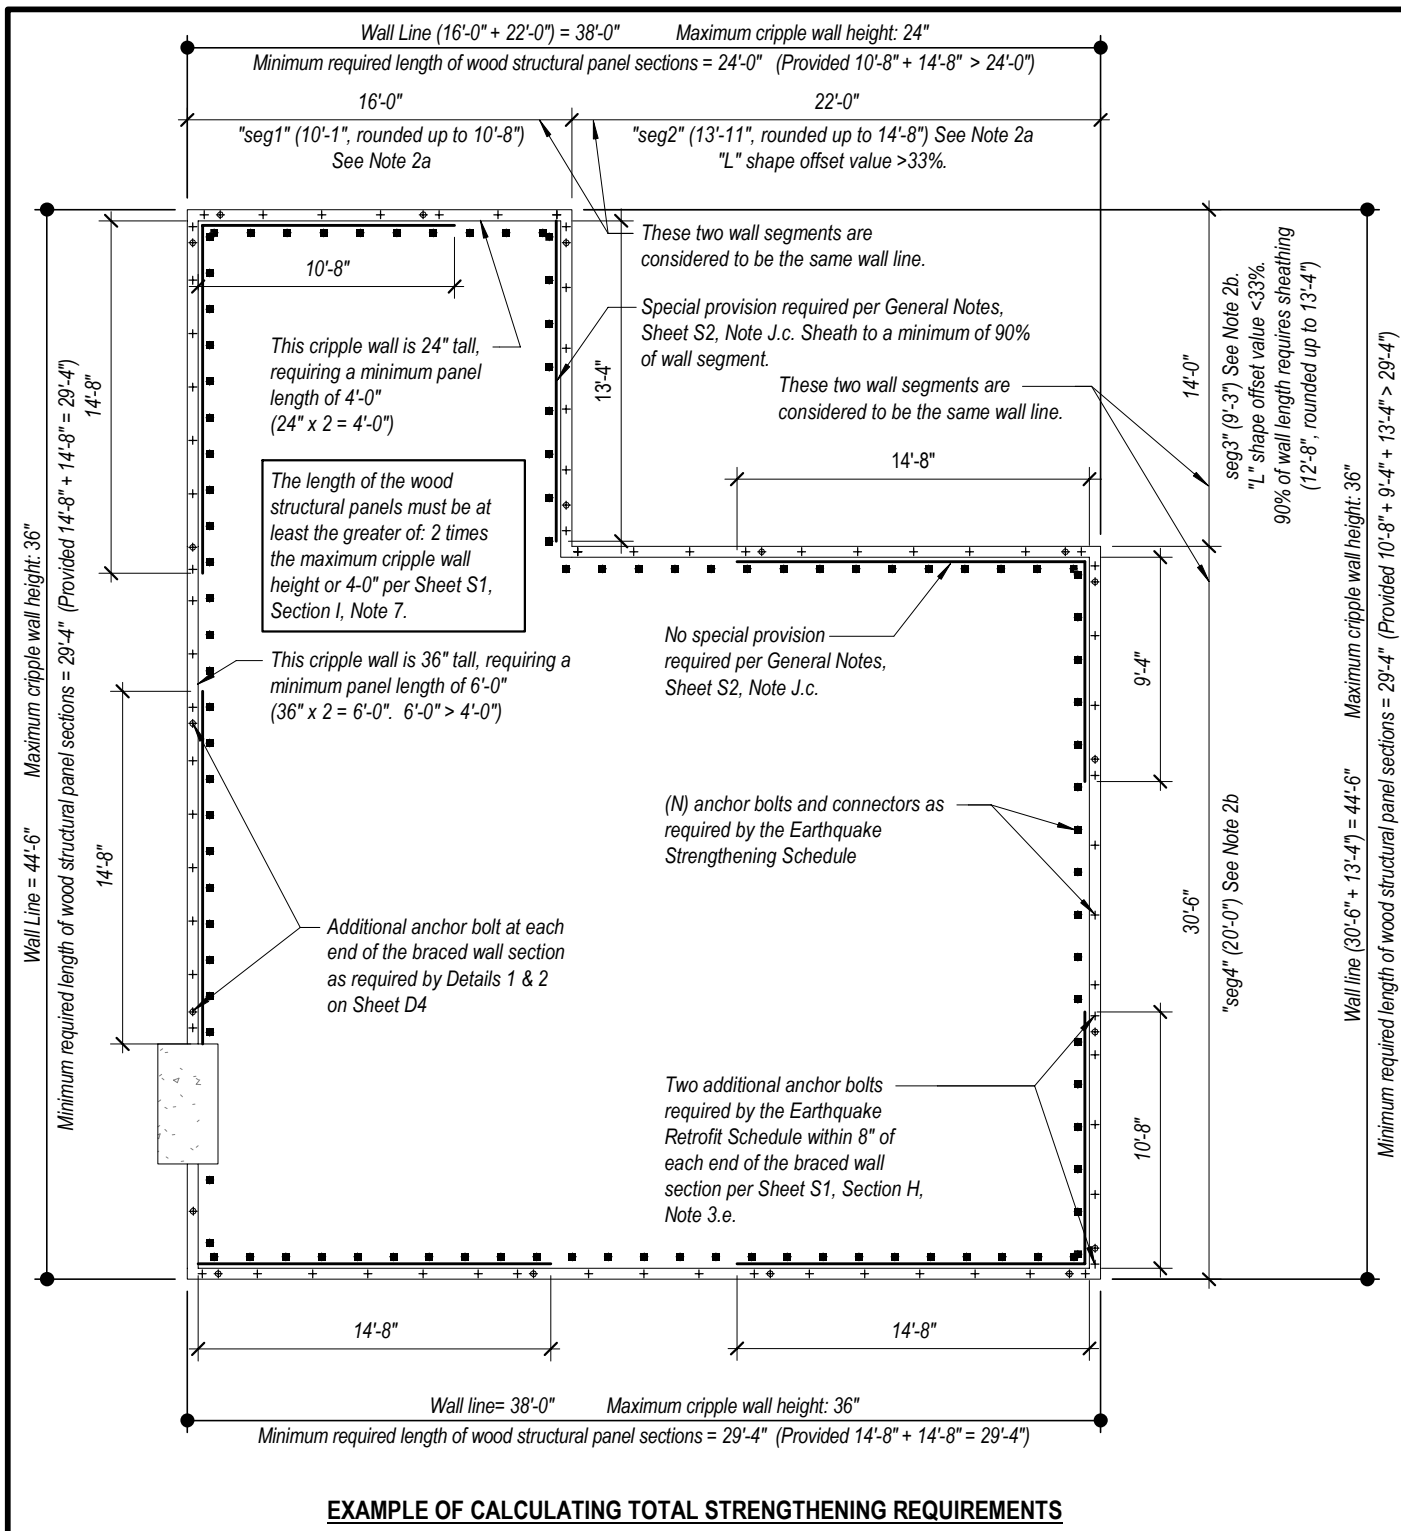 Wall Line (16'-0" + 22'-0") = 38'-0" Maximum cripple wall height: 24"
Minimum required length of wood structural panel sections = 24'-0" (Provided 10'-8" + 14'-8" > 24'-0")
16'-0"
22'-0"
"seg1" (10'-1", rounded up to 10'-8")
See Note 2a
"seg2" (13'-11", rounded up to 14'-8") See Note 2a
"L" shape offset value >33%.
These two wall segments are
considered to be the same wall line.
10'-8"
Special provision required per General Notes,
Sheet S2, Note J.c. Sheath to a minimum of 90%
of wall segment.
This cripple wall is 24" tall,
requiring a minimum panel
length of 4'-0"
(24" x 2 = 4'-0")
13'-4"
These two wall segments are
considered to be the same wall line.
14'-8"
14'-8"
The length of the wood
structural panels must be at
least the greater of: 2 times
the maximum cripple wall
height or 4-0" per Sheet S1,
Section I, Note 7.
No special provision
required per General Notes,
Sheet S2, Note J.c.
This cripple wall is 36" tall, requiring a
minimum panel length of 6'-0"
(36" x 2 = 6'-0". 6'-0" > 4'-0")
9'-4"
(N) anchor bolts and connectors as
required by the Earthquake
Strengthening Schedule
14'-8"
Additional anchor bolt at each
end of the braced wall section
as required by Details 1 & 2
on Sheet D4
Two additional anchor bolts
required by the Earthquake
Retrofit Schedule within 8" of
each end of the braced wall
section per Sheet S1, Section H,
Note 3.e.
10'-8"
Wall Line = 44'-6" Maximum cripple wall height: 36"
Minimum required length of wood structural panel sections = 29'-4" (Provided 14'-8" + 14'-8" = 29'-4")
14'-0"
seg3" (9'-3") See Note 2b.
"L" shape offset value <33%.
90% of wall length requires sheathing
(12'-8", rounded up to 13'-4")
30'-6"
"seg4" (20'-0") See Note 2b
Wall line (30'-6" + 13'-4") = 44'-6" Maximum cripple wall height: 36"
Minimum required length of wood structural panel sections = 29'-4" (Provided 10'-8" + 9'-4" + 13'-4" > 29'-4")
14'-8"
14'-8"
Wall line= 38'-0" Maximum cripple wall height: 36"
Minimum required length of wood structural panel sections = 29'-4" (Provided 14'-8" + 14'-8" = 29'-4")
EXAMPLE OF CALCULATING TOTAL STRENGTHENING REQUIREMENTS